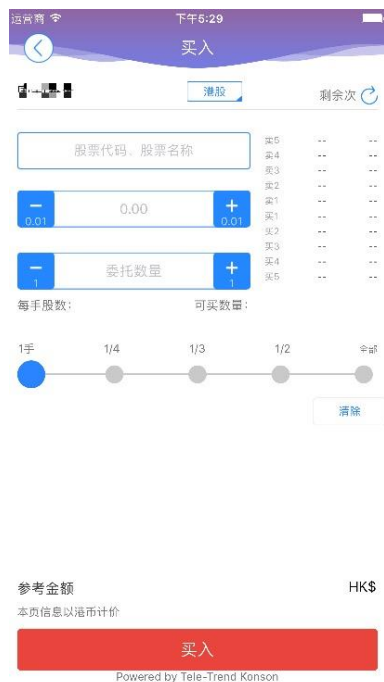 运营商 下午5:29
买入
港股
剩余次
股票代码、股票名称
卖5 -- --
卖4 -- --
卖3 -- --
卖2 -- --
卖1 -- --
买1 -- --
买2 -- --
买3 -- --
买4 -- --
买5 -- --
− 0.00 +
0.01 0.01
− 委托数量 +
1 1
每手股数: 可买数量:
1手 1/4 1/3 1/2 全部
清除
参考金额 HK$
本页信息以港币计价
买入
Powered by Tele-Trend Konson